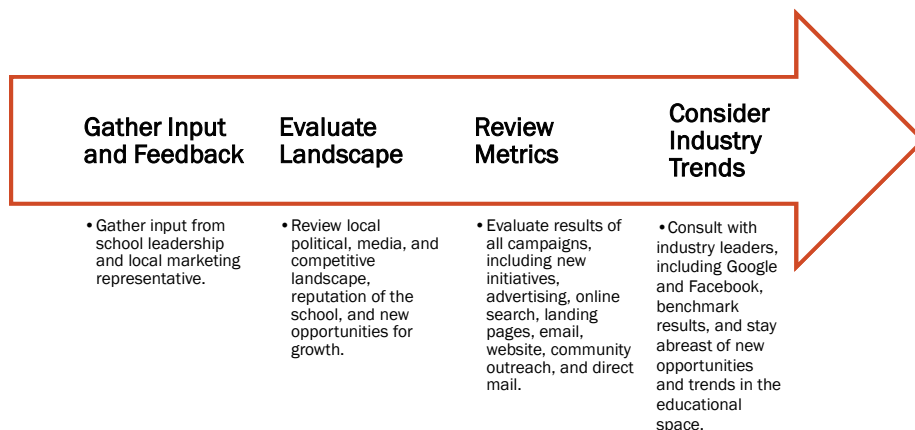 Gather Input
and Feedback
• Gather input from
school leadership
and local marketing
representative.
Evaluate
Landscape
• Review local
political, media, and
competitive
landscape,
reputation of the
school, and new
opportunities for
growth.
Review
Metrics
• Evaluate results of
all campaigns,
including new
initiatives,
advertising, online
search, landing
pages, email,
website, community
outreach, and direct
mail.
Consider
Industry
Trends
•Consult with
industry leaders,
including Google
and Facebook,
benchmark
results, and stay
abreast of new
opportunities
and trends in the
educational
space.